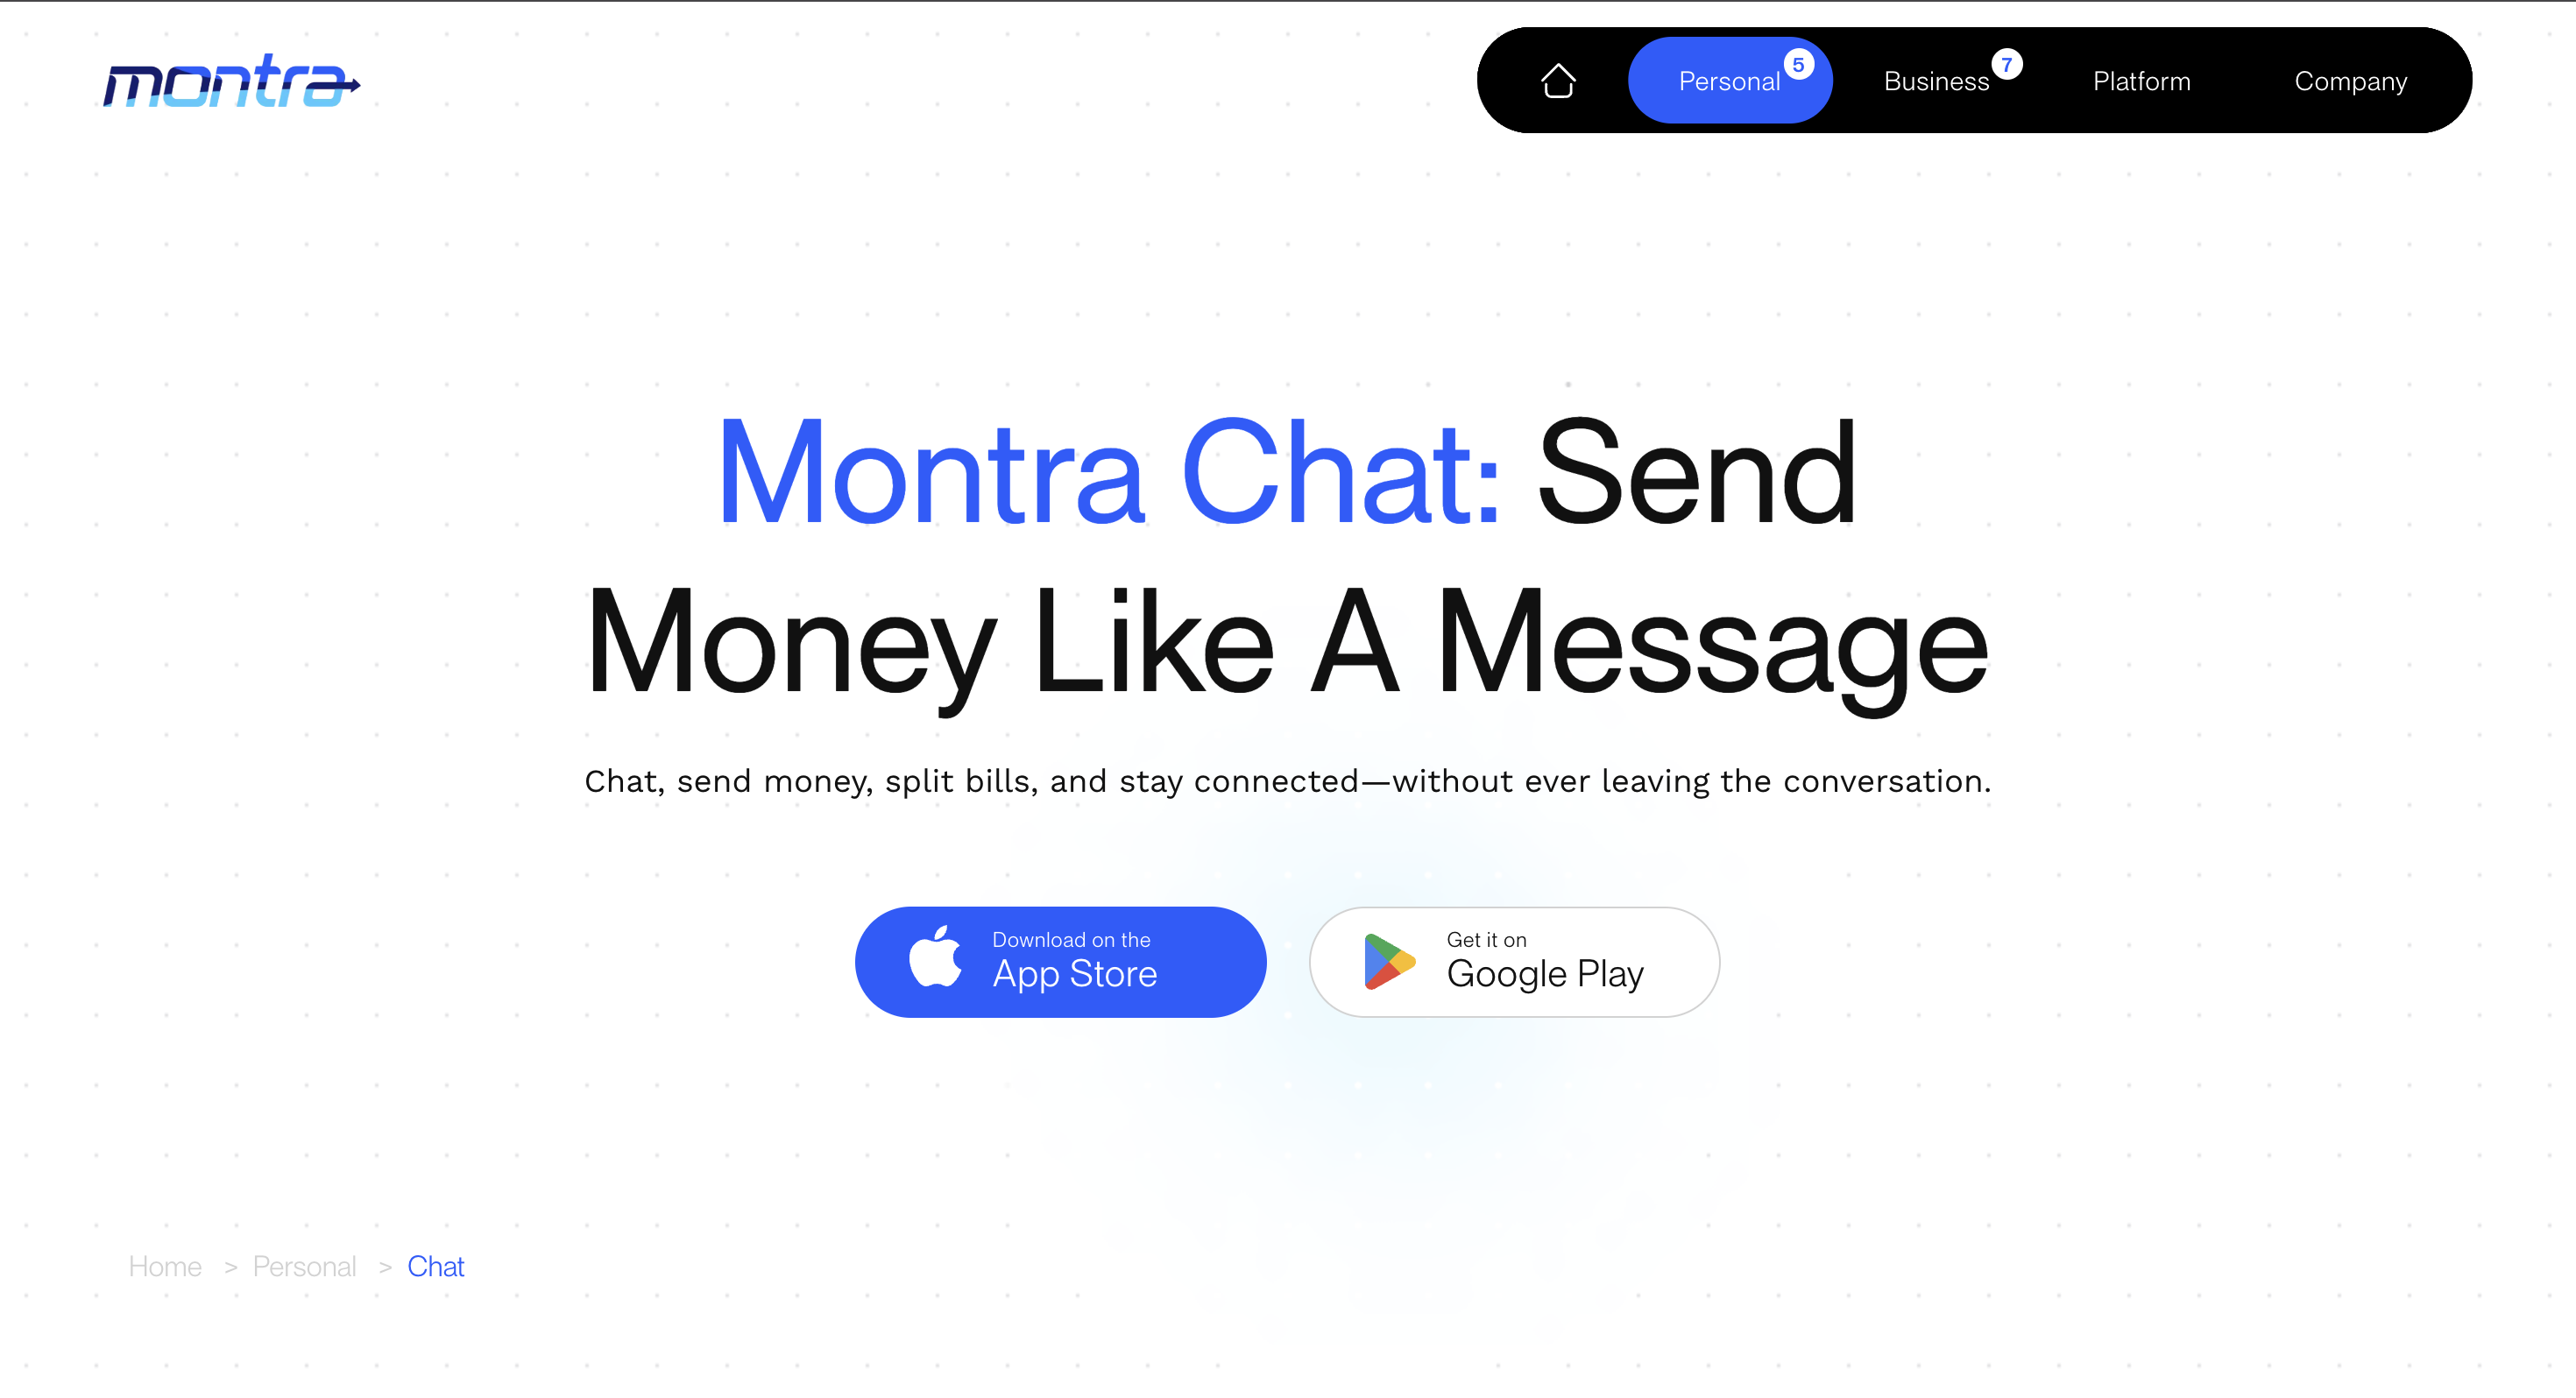 montra
Personal 5 Business 7 Platform Company
Montra Chat: Send
Money Like A Message
Chat, send money, split bills, and stay connected—without ever leaving the conversation.
Download on the
App Store
Get it on
Google Play
Home > Personal > Chat